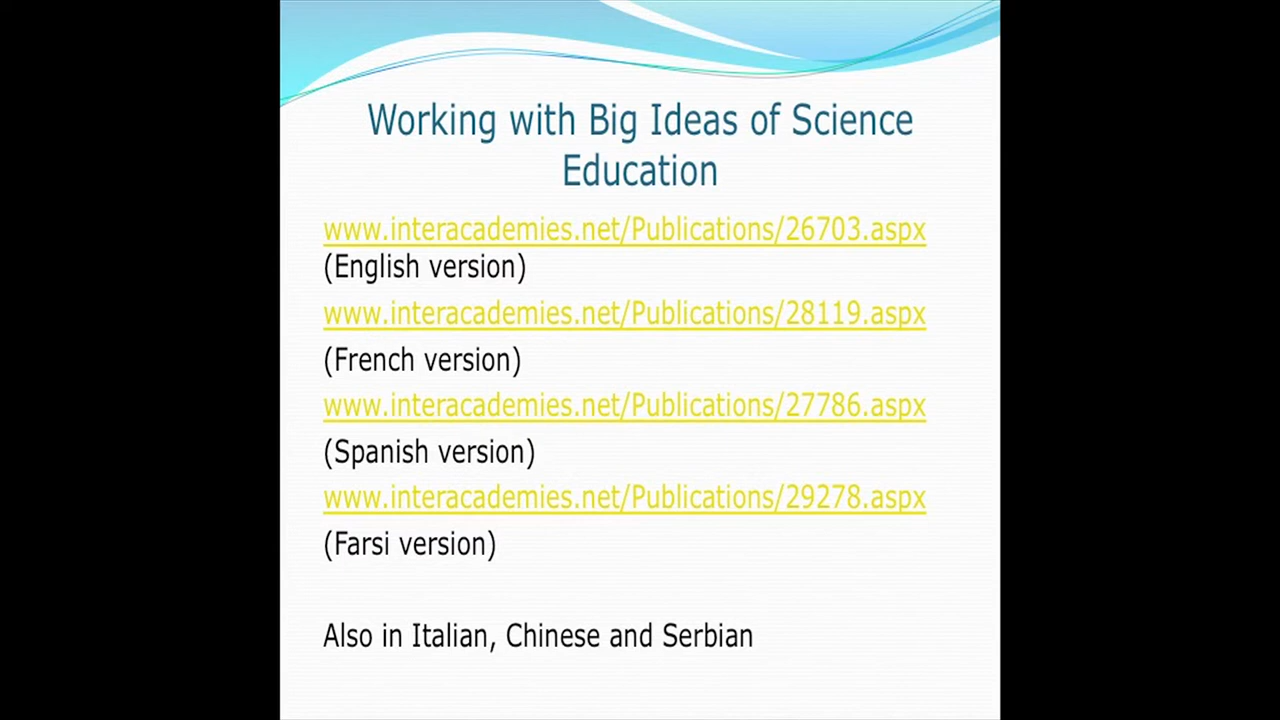 Working with Big Ideas of Science
Education
www.interacademies.net/Publications/26703.aspx
(English version)
www.interacademies.net/Publications/28119.aspx
(French version)
www.interacademies.net/Publications/27786.aspx
(Spanish version)
www.interacademies.net/Publications/29278.aspx
(Farsi version)
Also in Italian, Chinese and Serbian